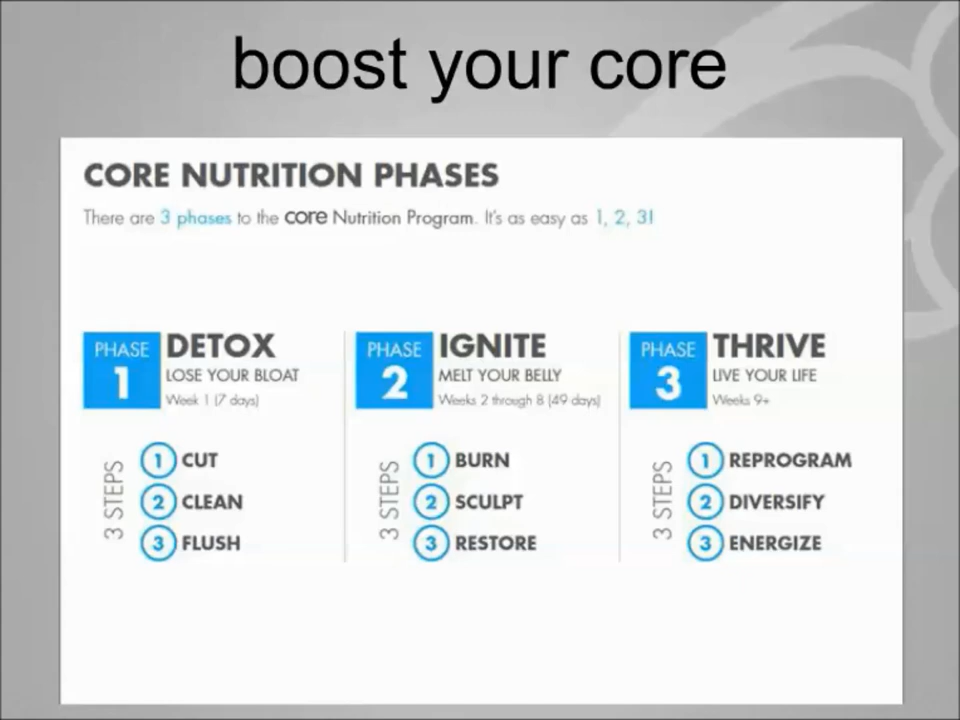 boost your core
CORE NUTRITION PHASES
There are 3 phases to the core Nutrition Program. It's as easy as 1, 2, 3!
PHASE 1
DETOX
LOSE YOUR BLOAT
Week 1 (7 days)
3 STEPS
1 CUT
2 CLEAN
3 FLUSH
PHASE 2
IGNITE
MELT YOUR BELLY
Weeks 2 through 8 (49 days)
3 STEPS
1 BURN
2 SCULPT
3 RESTORE
PHASE 3
THRIVE
LIVE YOUR LIFE
Weeks 9+
3 STEPS
1 REPROGRAM
2 DIVERSIFY
3 ENERGIZE